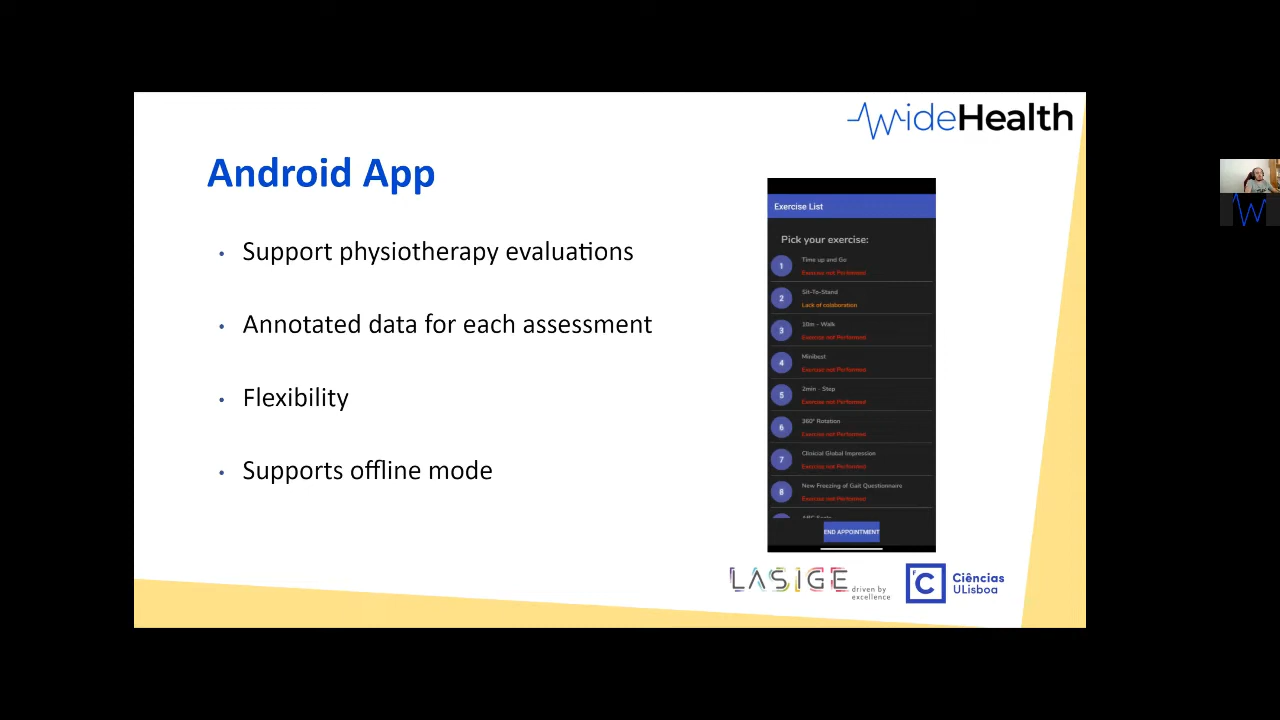 WideHealth
Android App
• Support physiotherapy evaluations
• Annotated data for each assessment
• Flexibility
• Supports offline mode
Exercise List
Pick your exercise:
1 Time up and Go
Exercise not Performed
2 Sit-To-Stand
Lack of colaboration
3 10m - Walk
Exercise not Performed
4 Minibest
Exercise not Performed
5 2min - Step
Exercise not Performed
6 360° Rotation
Exercise not Performed
7 Clinicial Global Impression
Exercise not Performed
8 New Freezing of Gait Questionnaire
Exercise not Performed
END APPOINTMENT
LASIGE
driven by
excellence
F
C
Ciências
ULisboa